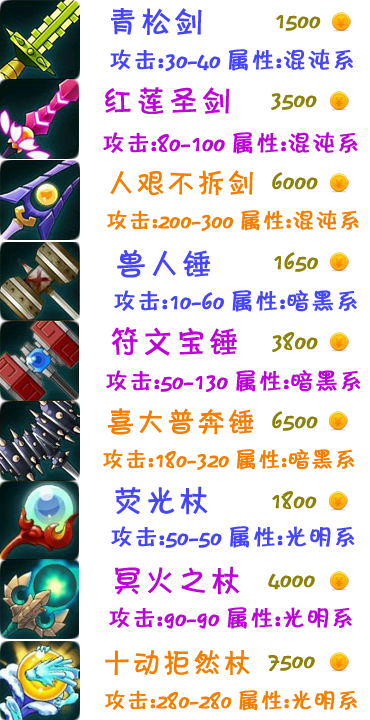 青松剑 1500
攻击:30-40 属性:混沌系
红莲圣剑 3500
攻击:80-100 属性:混沌系
人艰不拆剑 6000
攻击:200-300 属性:混沌系
兽人锤 1650
攻击:10-60 属性:暗黑系
符文宝锤 3800
攻击:50-130 属性:暗黑系
喜大普奔锤 6500
攻击:180-320 属性:暗黑系
荧光杖 1800
攻击:50-50 属性:光明系
冥火之杖 4000
攻击:90-90 属性:光明系
十动拒然杖 7500
攻击:280-280 属性:光明系